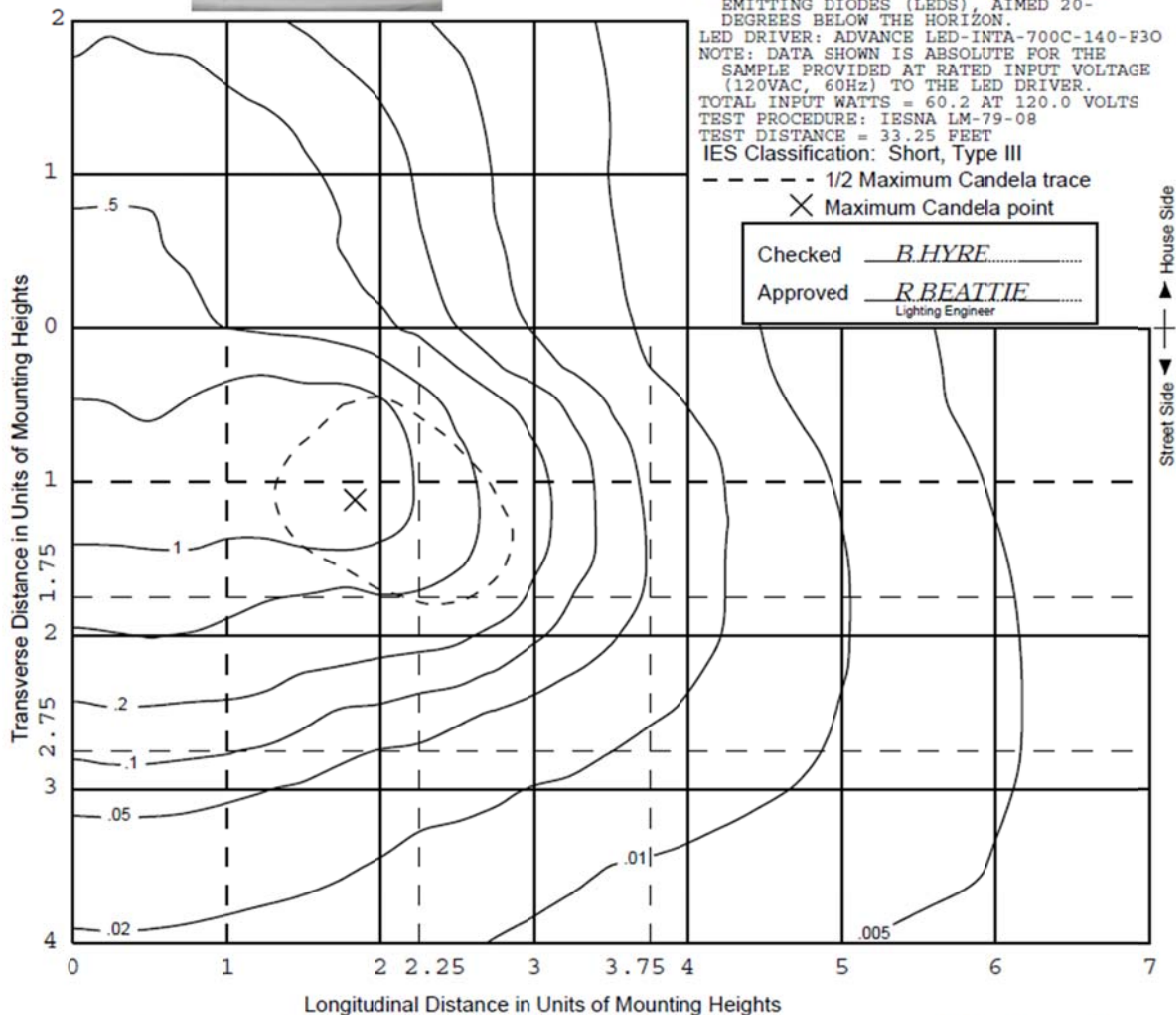 EMITTING DIODES (LEDS), AIMED 20-
DEGREES BELOW THE HORIZON.
LED DRIVER: ADVANCE LED-INTA-700C-140-F3O
NOTE: DATA SHOWN IS ABSOLUTE FOR THE
SAMPLE PROVIDED AT RATED INPUT VOLTAGE
(120VAC, 60Hz) TO THE LED DRIVER.
TOTAL INPUT WATTS = 60.2 AT 120.0 VOLTS
TEST PROCEDURE: IESNA LM-79-08
TEST DISTANCE = 33.25 FEET
IES Classification: Short, Type III
1/2 Maximum Candela trace
Maximum Candela point
Checked B.HYRE
Approved R.BEATTIE
Lighting Engineer
House Side
Street Side
Transverse Distance in Units of Mounting Heights
2
1
0
1
1.75
2
2.75
3
4
.5
1
.2
.1
.05
.02
.01
.005
0 1 2 2.25 3 3.75 4 5 6 7
Longitudinal Distance in Units of Mounting Heights